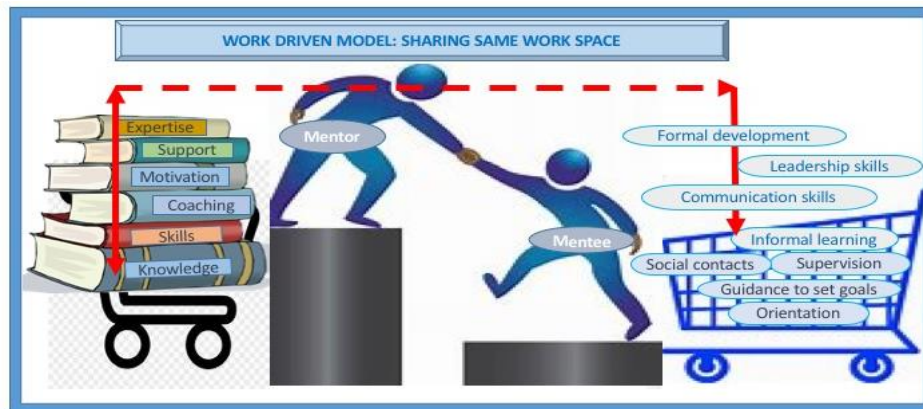 WORK DRIVEN MODEL: SHARING SAME WORK SPACE
Expertise
Support
Motivation
Coaching
Skills
Knowledge
Mentor
Mentee
Formal development
Leadership skills
Communication skills
Informal learning
Social contacts
Supervision
Guidance to set goals
Orientation